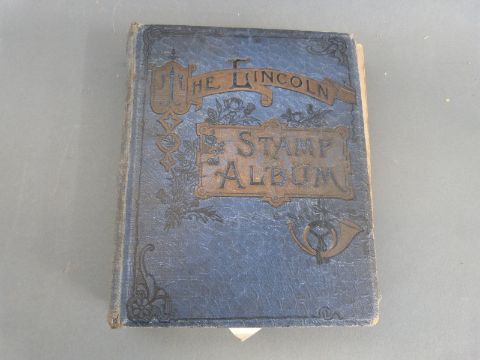 THE LINCOLN
STAMP
ALBUM